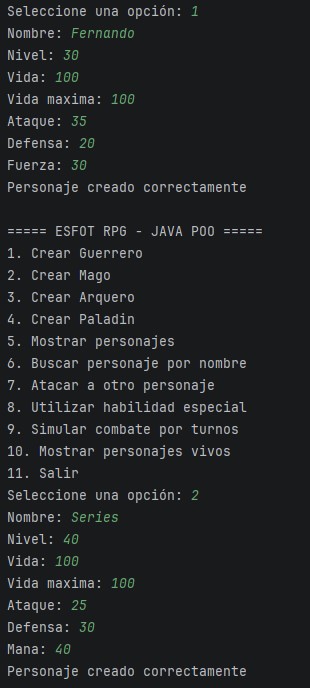 Seleccione una opción: 1
Nombre: Fernando
Nivel: 30
Vida: 100
Vida maxima: 100
Ataque: 35
Defensa: 20
Fuerza: 30
Personaje creado correctamente
===== ESFOT RPG - JAVA POO =====
1. Crear Guerrero
2. Crear Mago
3. Crear Arquero
4. Crear Paladin
5. Mostrar personajes
6. Buscar personaje por nombre
7. Atacar a otro personaje
8. Utilizar habilidad especial
9. Simular combate por turnos
10. Mostrar personajes vivos
11. Salir
Seleccione una opción: 2
Nombre: Series
Nivel: 40
Vida: 100
Vida maxima: 100
Ataque: 25
Defensa: 30
Mana: 40
Personaje creado correctamente